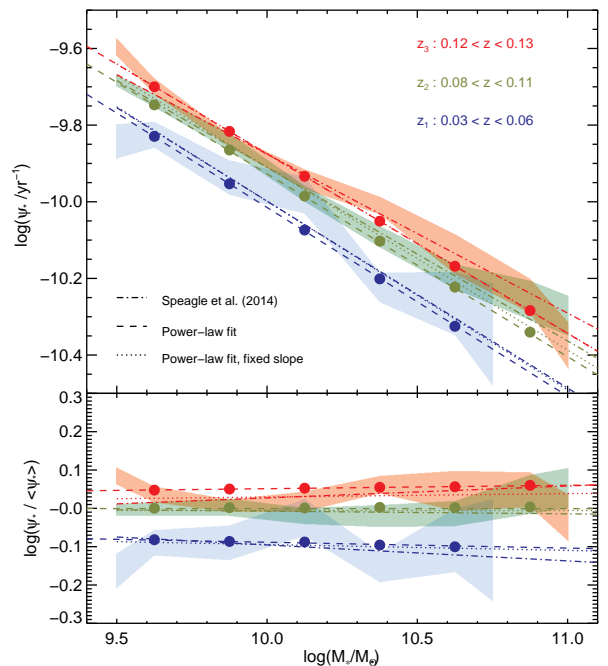 −9.6
−9.8
−10.0
−10.2
−10.4
log(ψ* /yr⁻¹)
z₃ : 0.12 < z < 0.13
z₂ : 0.08 < z < 0.11
z₁ : 0.03 < z < 0.06
Speagle et al. (2014)
Power−law fit
Power−law fit, fixed slope
0.3
0.2
0.1
−0.0
−0.1
−0.2
−0.3
log(ψ* / <ψ*>)
9.5 10.0 10.5 11.0
log(M*/M⊙)